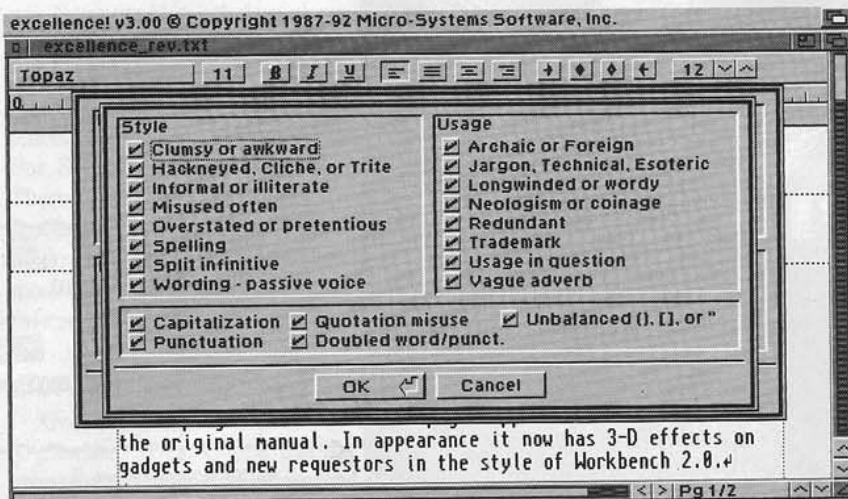 excellence! v3.00 © Copyright 1987-92 Micro-Systems Software, Inc.
excellence_rev.txt
Topaz 11 B I U 12
0
Style
Clumsy or awkward
Hackneyed, Cliche, or Trite
Informal or illiterate
Misused often
Overstated or pretentious
Spelling
Split infinitive
Wording - passive voice
Usage
Archaic or Foreign
Jargon, Technical, Esoteric
Longwinded or wordy
Neologism or coinage
Redundant
Trademark
Usage in question
Vague adverb
Capitalization Quotation misuse Unbalanced (), [], or "
Punctuation Doubled word/punct.
OK Cancel
the original manual. In appearance it now has 3-D effects on
gadgets and new requestors in the style of Workbench 2.0.
< > Pg 1/2